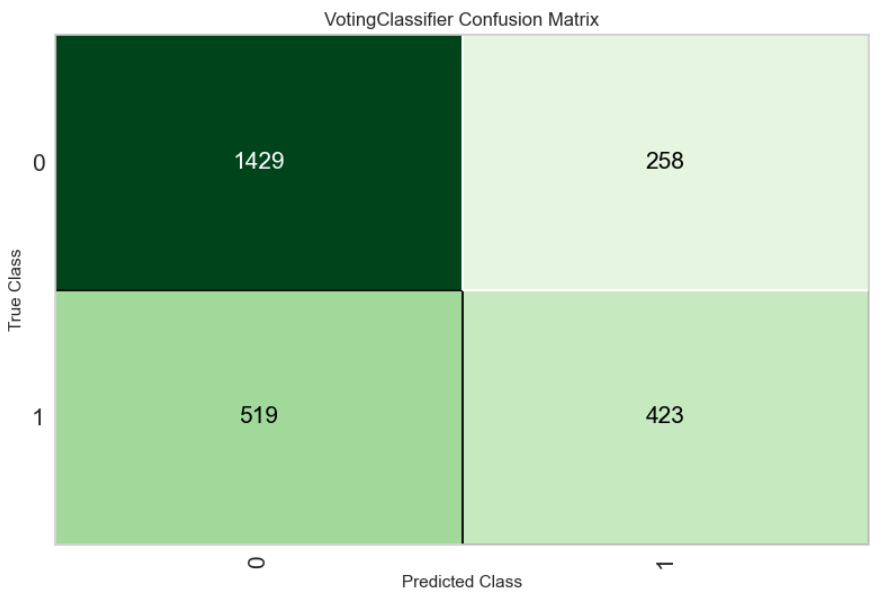 VotingClassifier Confusion Matrix
True Class
0
1429
258
1
519
423
0
1
Predicted Class